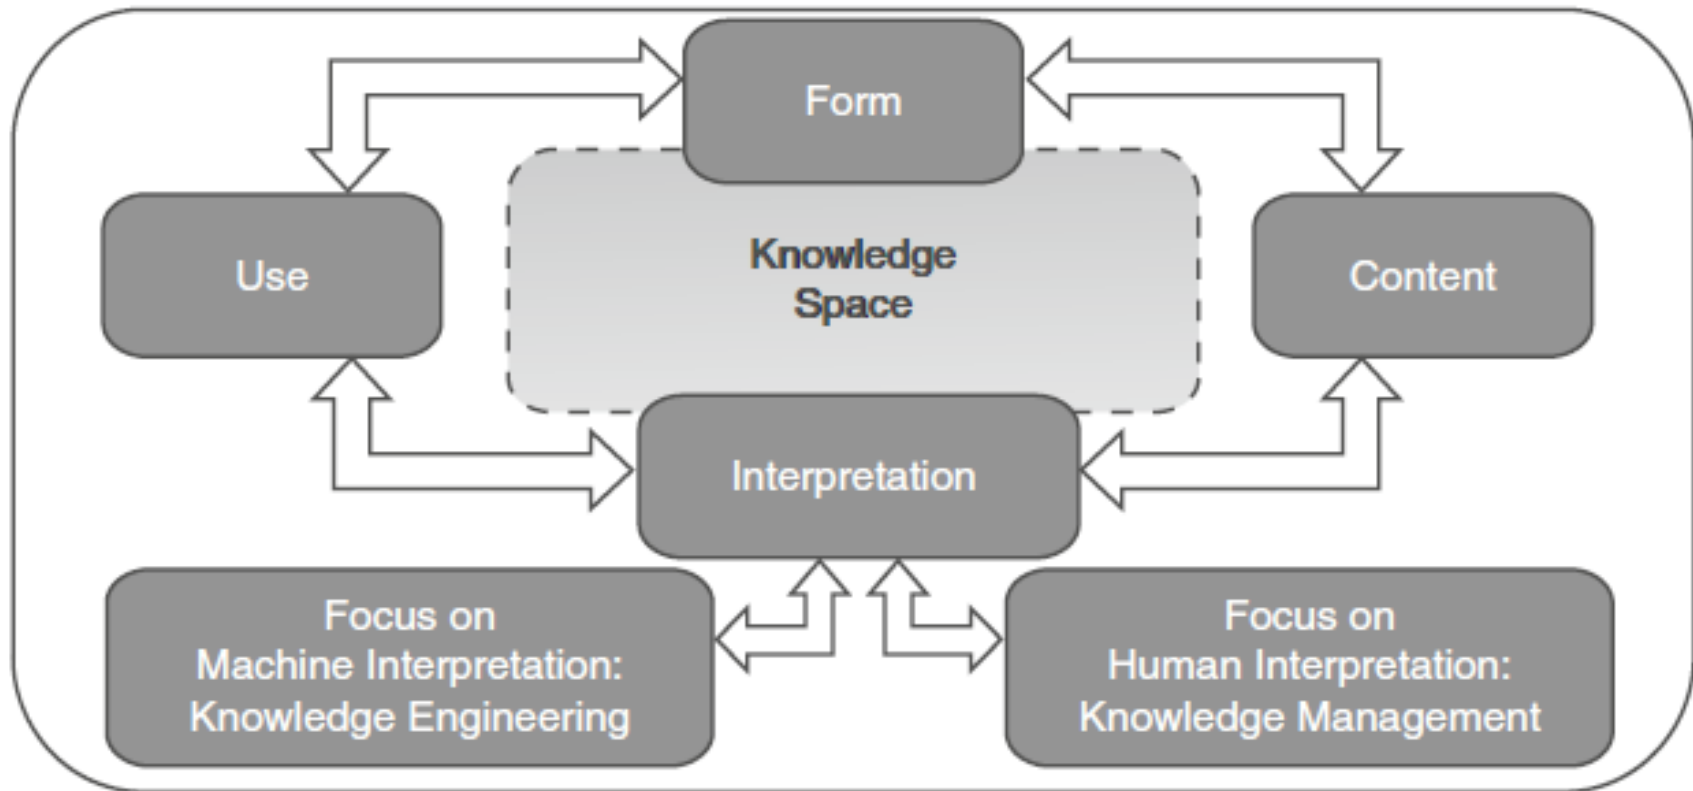 Form
Use
Knowledge
Space
Content
Interpretation
Focus on
Machine Interpretation:
Knowledge Engineering
Focus on
Human Interpretation:
Knowledge Management